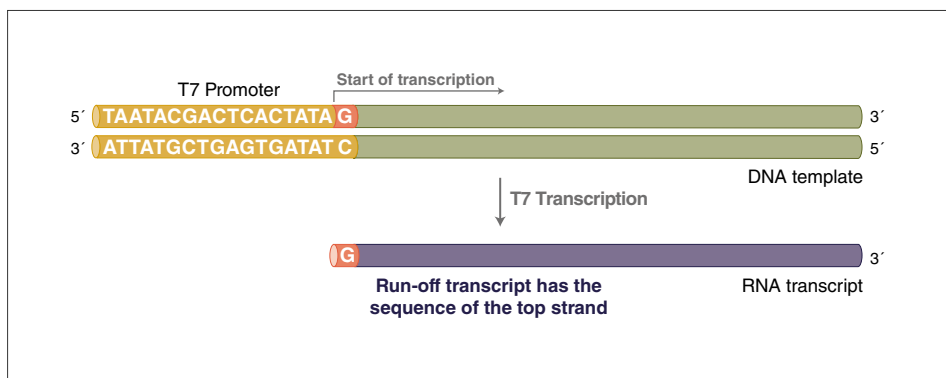 Start of transcription
T7 Promoter
5´ TAATACGACTCACTATA G 3´
3´ ATTATGCTGAGTGATAT C 5´
DNA template
T7 Transcription
G 3´
Run-off transcript has the
sequence of the top strand
RNA transcript